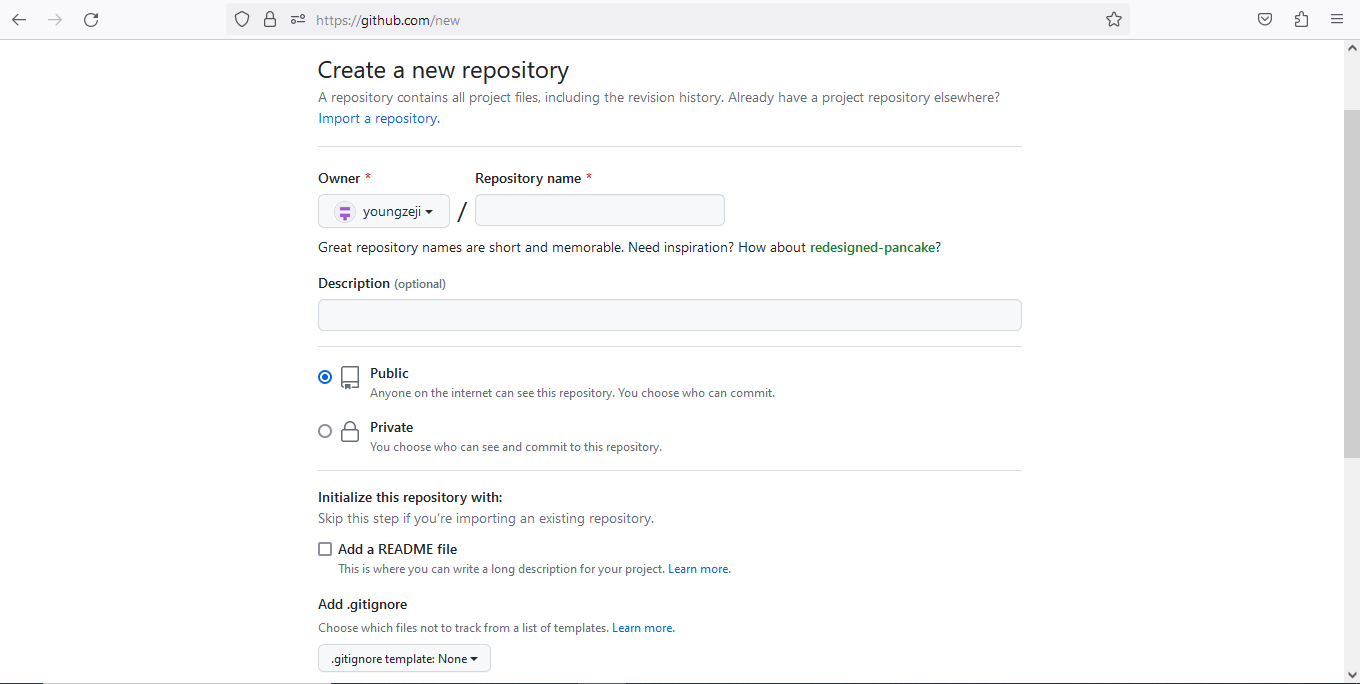 https://github.com/new
Create a new repository
A repository contains all project files, including the revision history. Already have a project repository elsewhere?
Import a repository.
Owner *
Repository name *
youngzeji
/
Great repository names are short and memorable. Need inspiration? How about redesigned-pancake?
Description (optional)
Public
Anyone on the internet can see this repository. You choose who can commit.
Private
You choose who can see and commit to this repository.
Initialize this repository with:
Skip this step if you're importing an existing repository.
Add a README file
This is where you can write a long description for your project. Learn more.
Add .gitignore
Choose which files not to track from a list of templates. Learn more.
.gitignore template: None